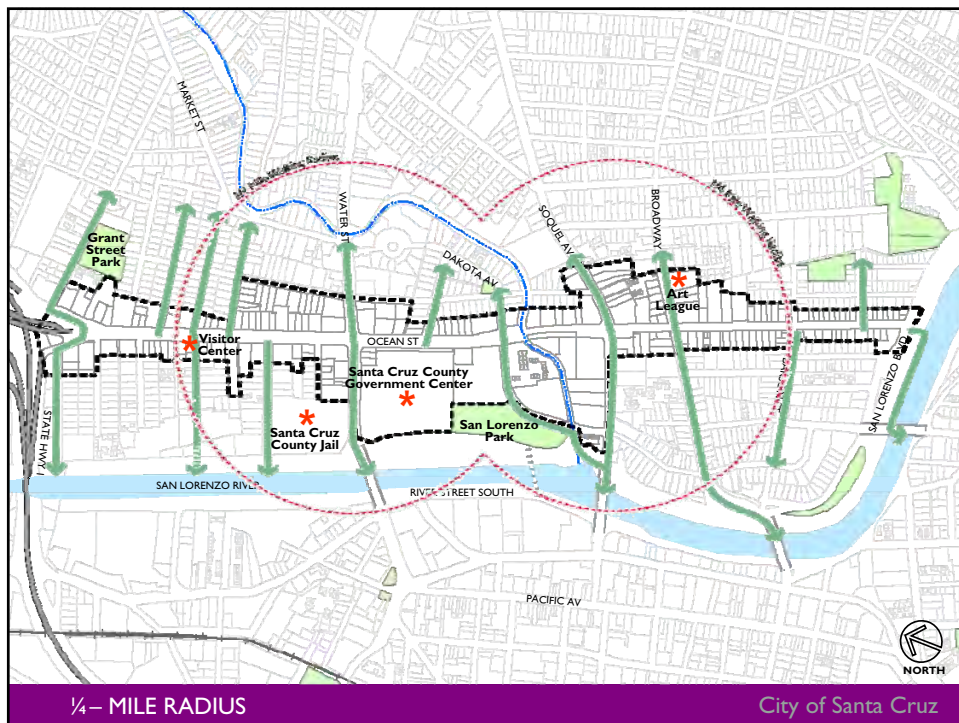 MARKET ST
WATER ST
SOQUEL AV
BROADWAY
DAKOTA AV
Grant
Street
Park
Art
League
Visitor
Center
OCEAN ST
Santa Cruz County
Government Center
San Lorenzo
Park
Santa Cruz
County Jail
STATE HWY 1
SAN LORENZO BLVD
SAN LORENZO RIVER
RIVER STREET SOUTH
PACIFIC AV
NORTH
¼ – MILE RADIUS
City of Santa Cruz